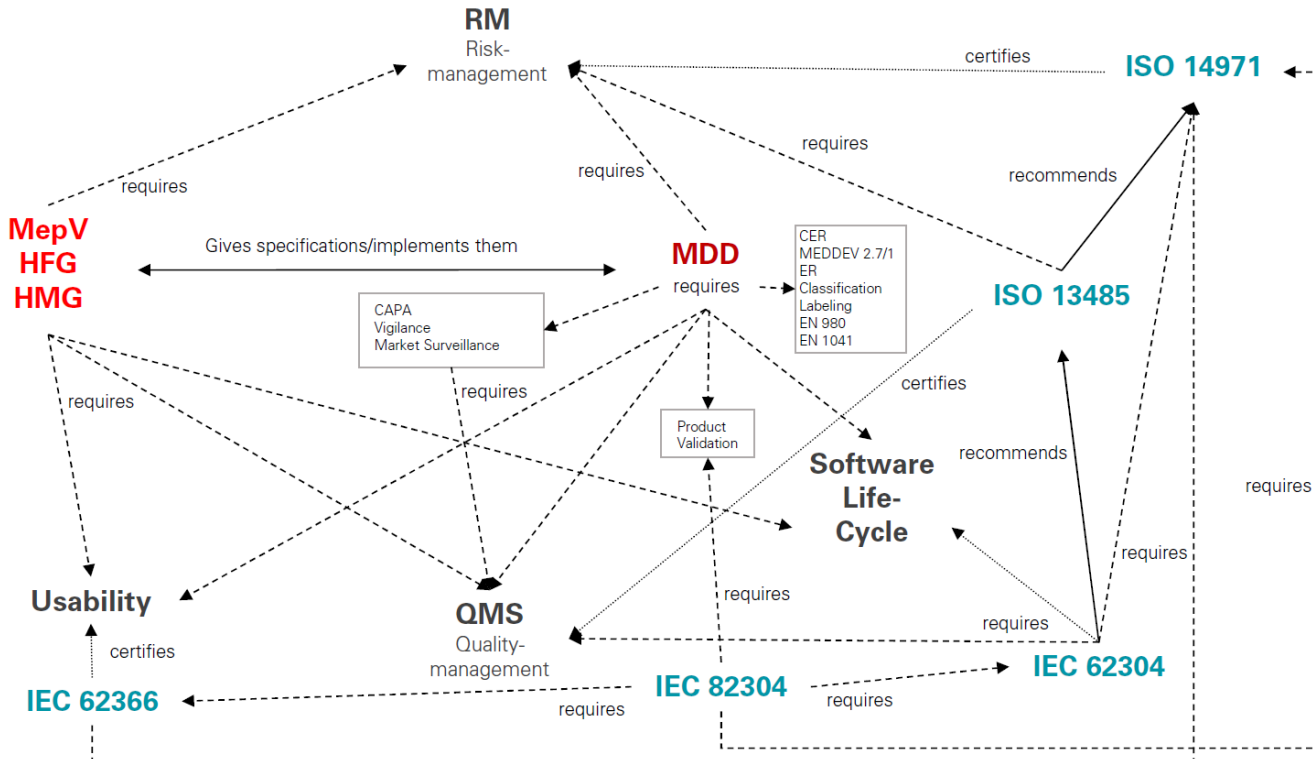 RM
Risk-
management
certifies
ISO 14971
requires
requires
requires
recommends
MepV
HFG
HMG
Gives specifications/implements them
MDD
requires
CER
MEDDEV 2.7/1
ER
Classification
Labeling
EN 980
EN 1041
ISO 13485
CAPA
Vigilance
Market Surveillance
requires
requires
certifies
Product
Validation
Software
Life-
Cycle
recommends
requires
requires
Usability
QMS
Quality-
management
requires
requires
certifies
IEC 62366
requires
IEC 82304
requires
IEC 62304